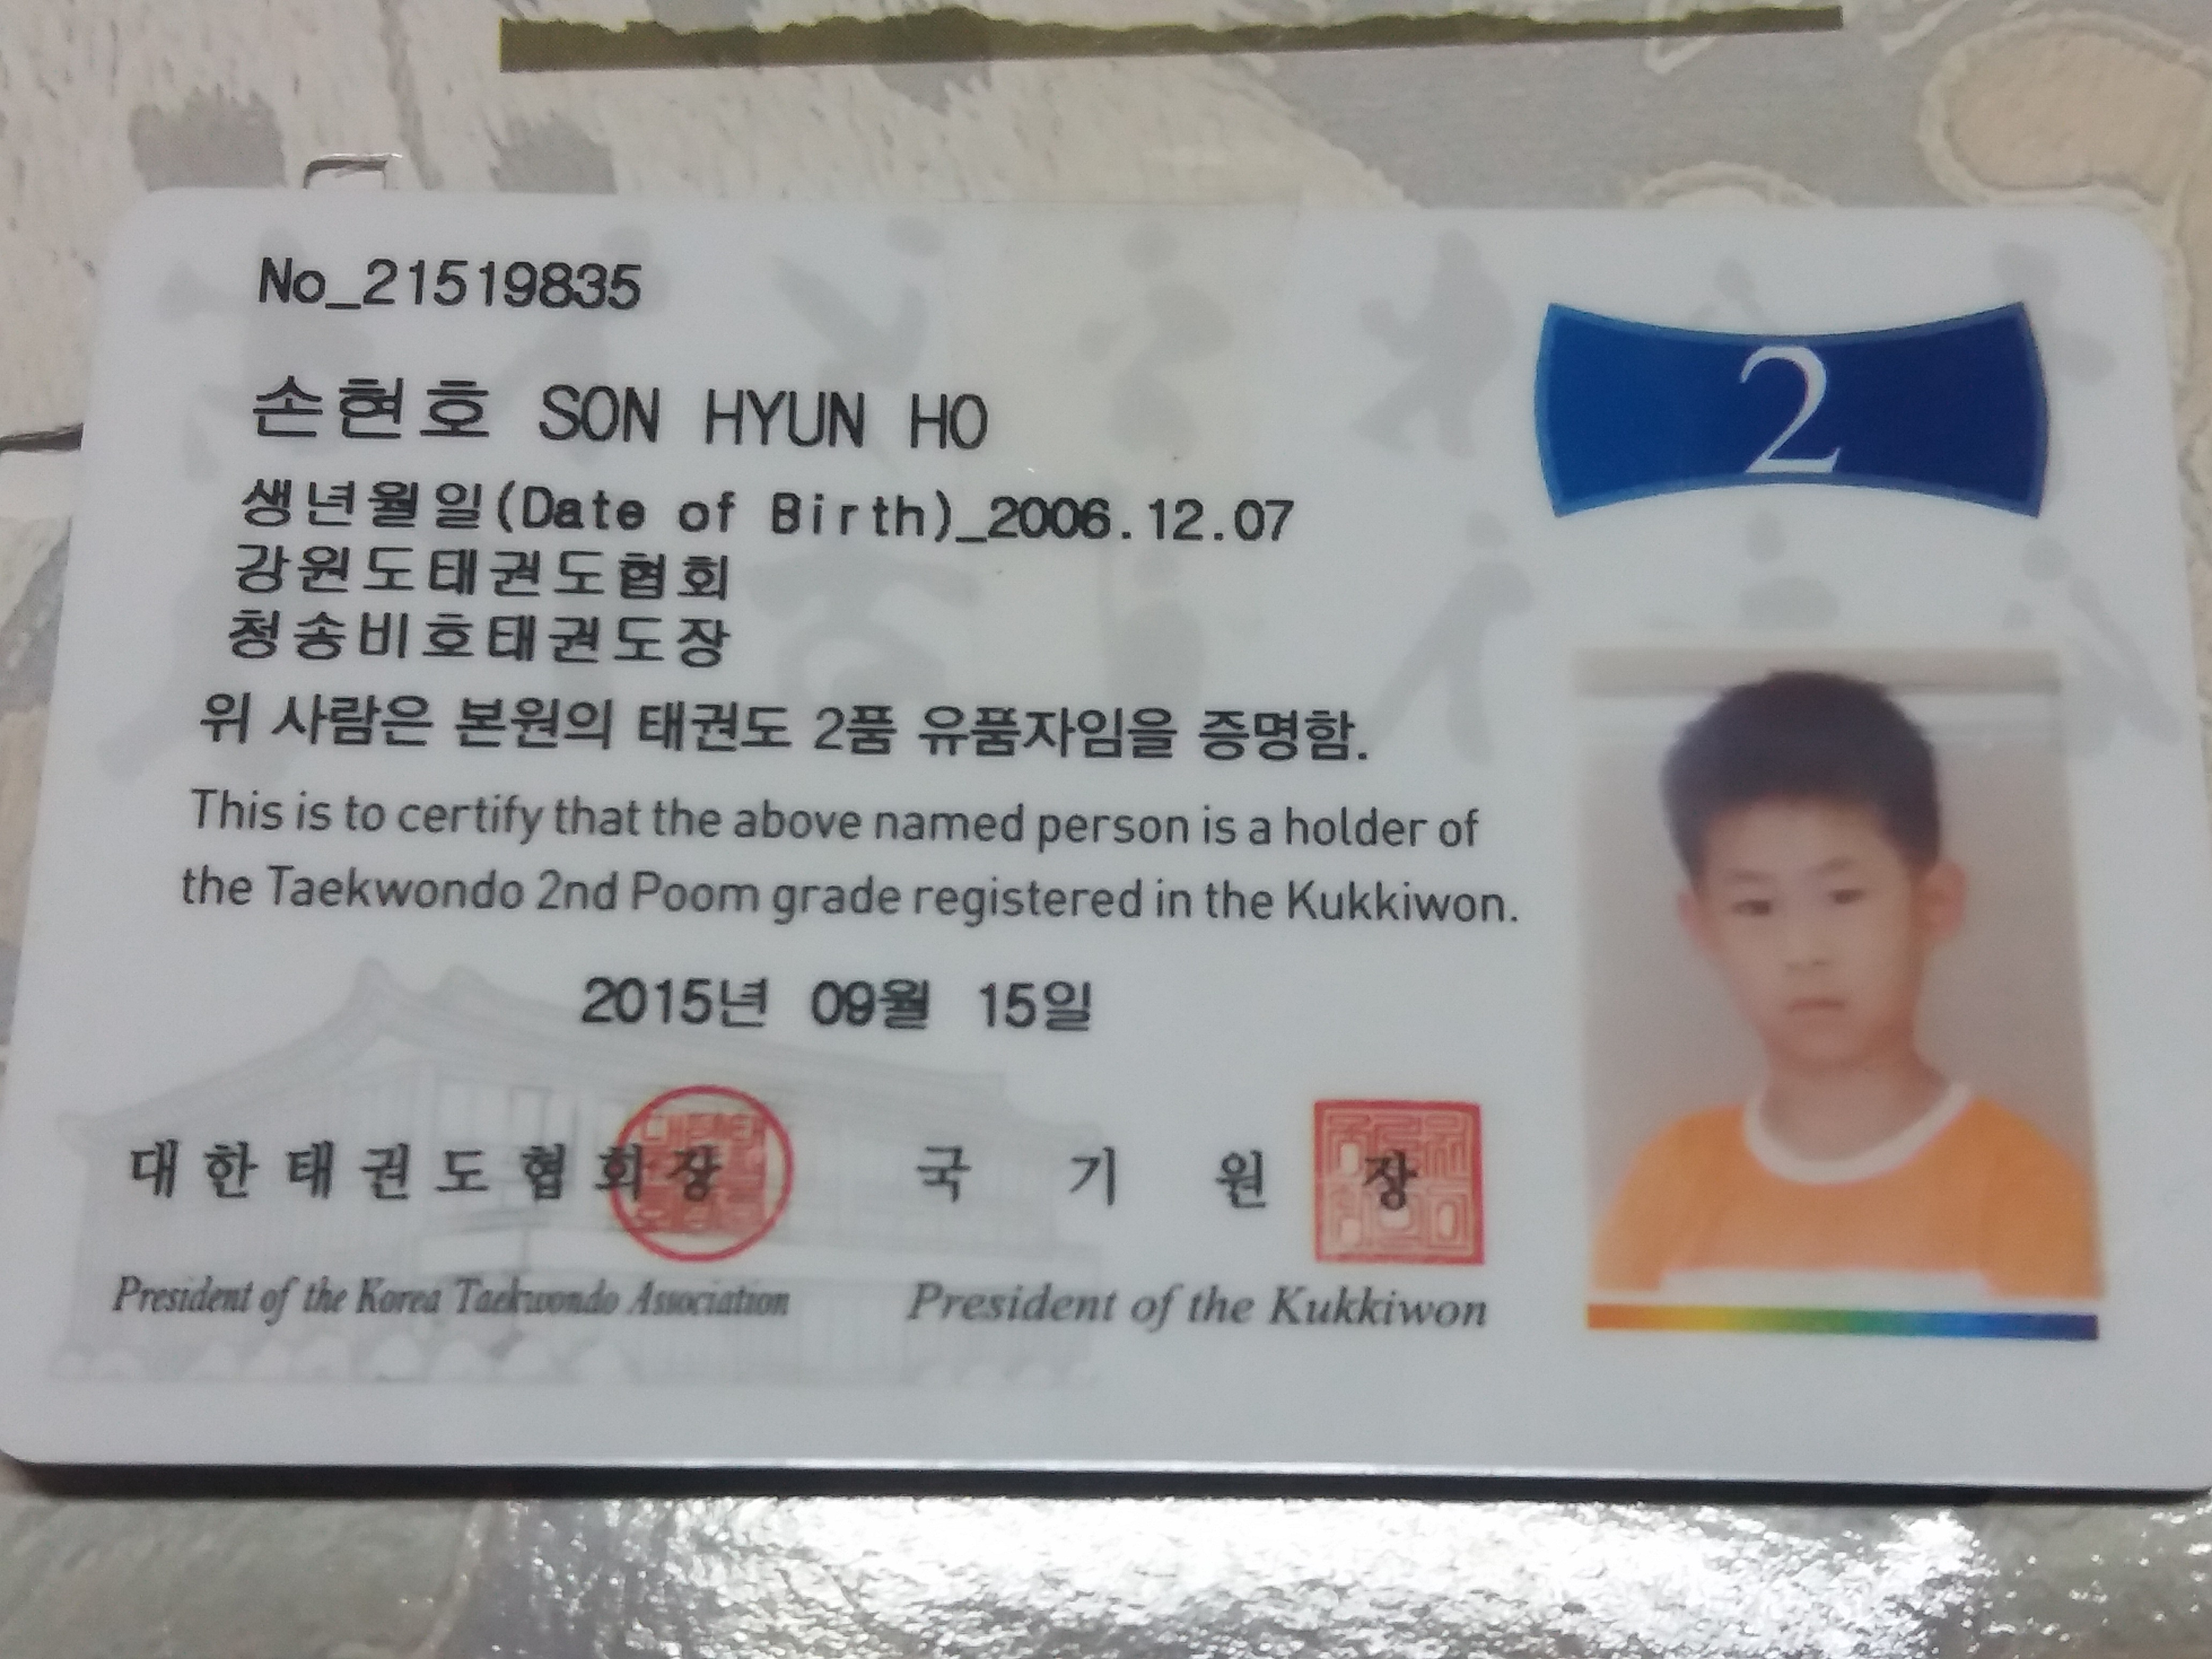 No_21519835
2
손현호 SON HYUN HO
생년월일(Date of Birth)_2006.12.07
강원도태권도협회
청송비호태권도장
위 사람은 본원의 태권도 2품 유품자임을 증명함.
This is to certify that the above named person is a holder of
the Taekwondo 2nd Poom grade registered in the Kukkiwon.
2015년 09월 15일
대한태권도협회장 국기원장
President of the Korea Taekwondo Association President of the Kukkiwon